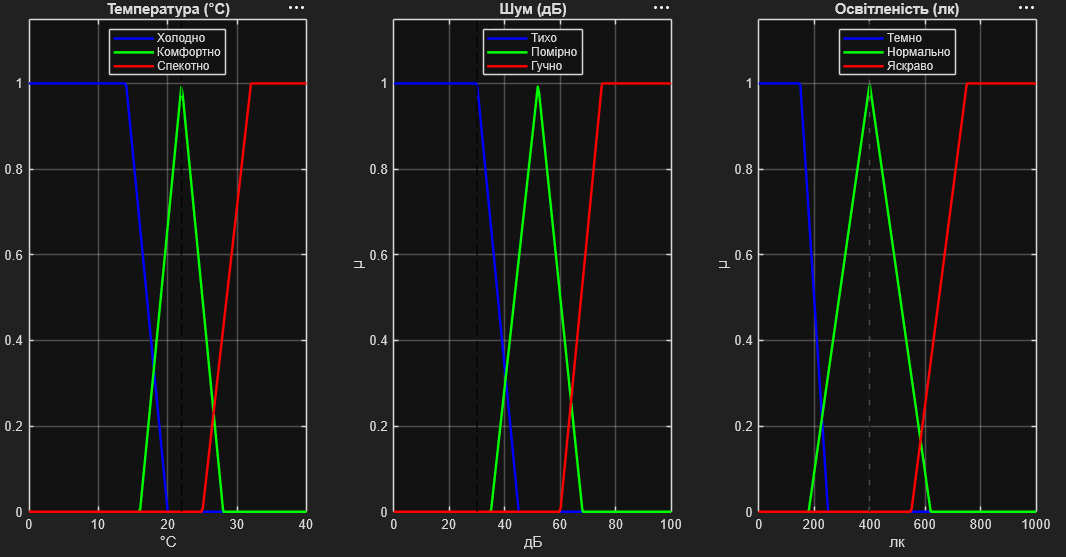 Температура (°C)
Холодно
Комфортно
Спекотно
1
0.8
0.6
0.4
0.2
0
0 10 20 30 40
°C
Шум (дБ)
Тихо
Помірно
Гучно
μ
1
0.8
0.6
0.4
0.2
0
0 20 40 60 80 100
дБ
Освітленість (лк)
Темно
Нормально
Яскраво
μ
1
0.8
0.6
0.4
0.2
0
0 200 400 600 800 1000
лк